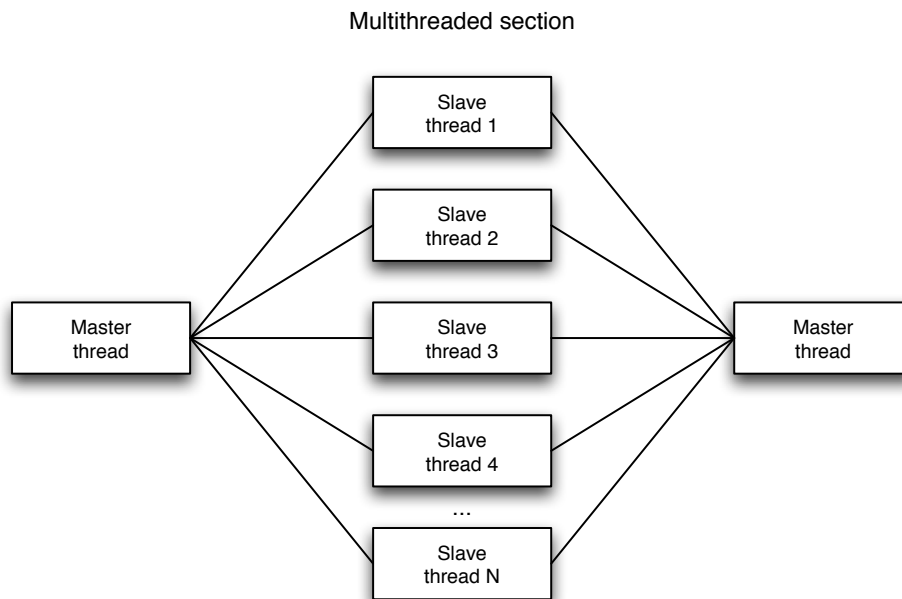 Multithreaded section
Slave
thread 1
Slave
thread 2
Master
thread
Slave
thread 3
Master
thread
Slave
thread 4
...
Slave
thread N